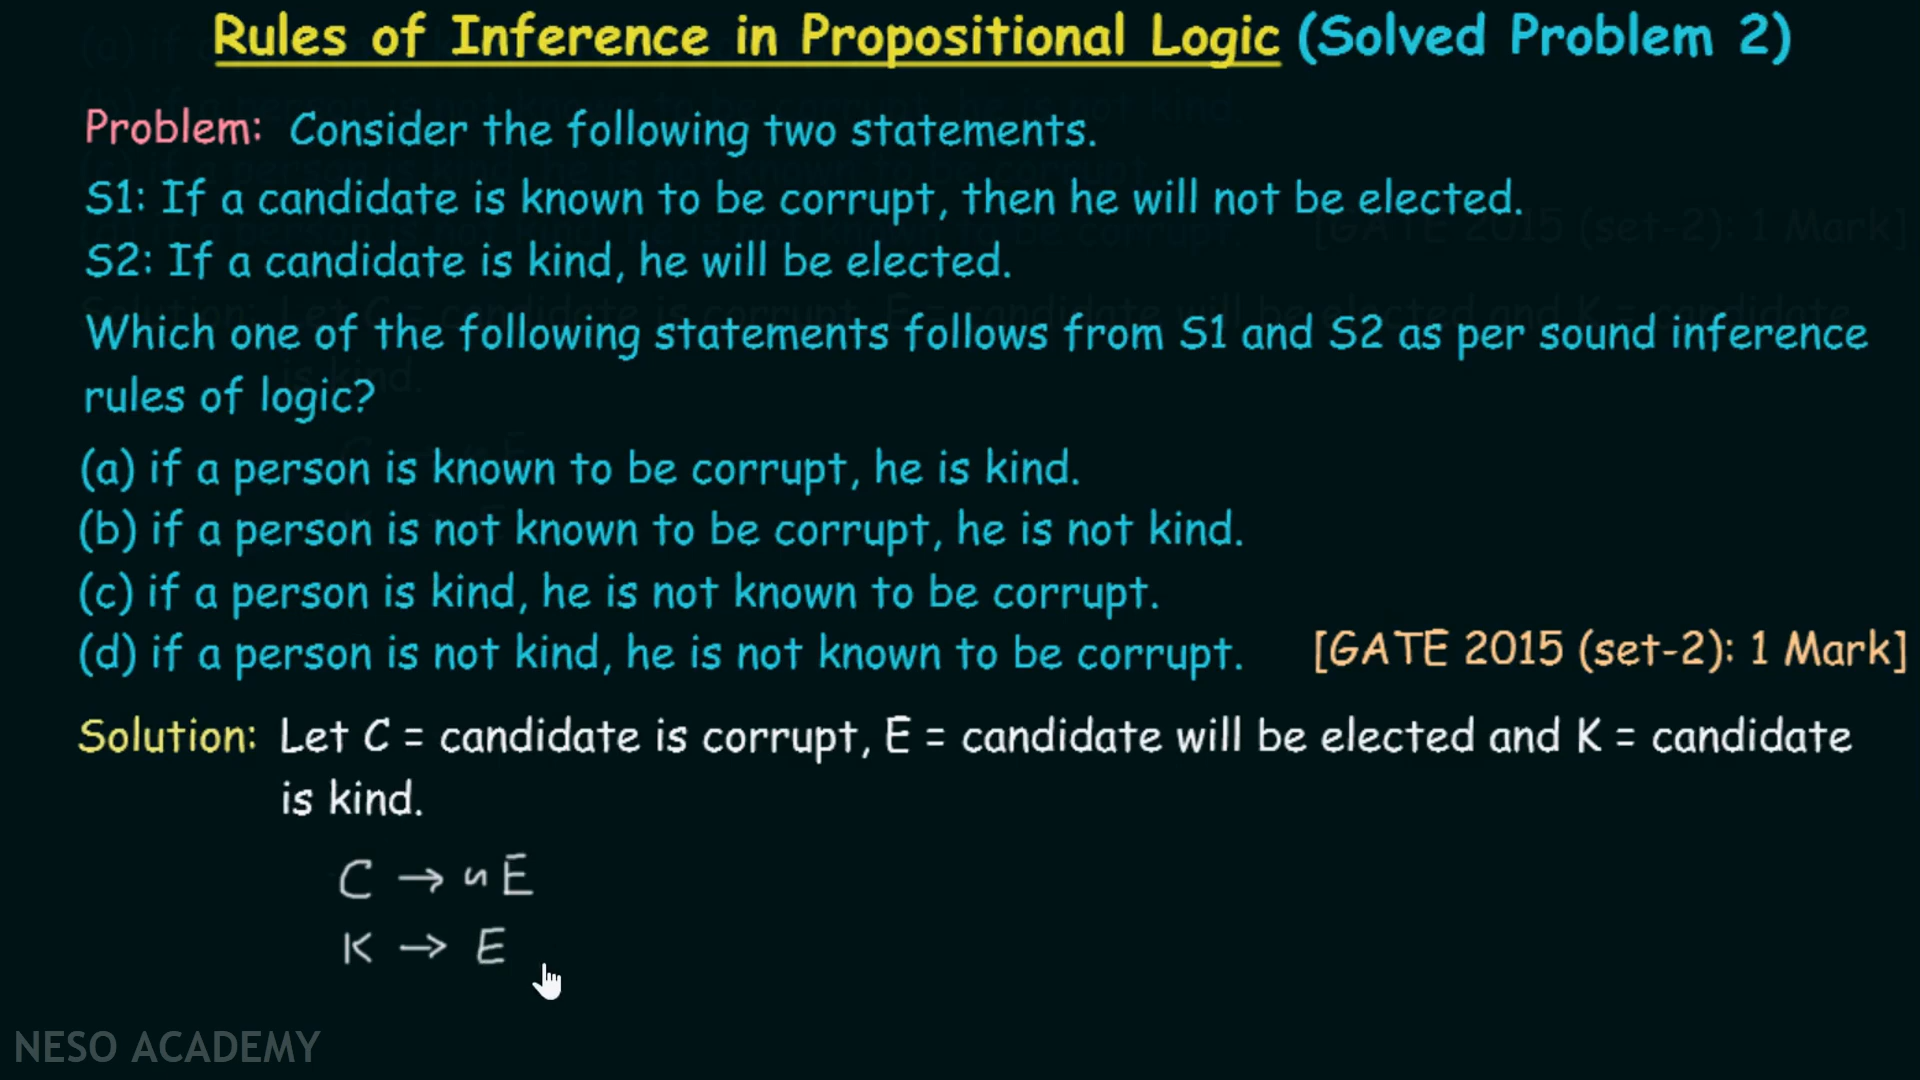 Rules of Inference in Propositional Logic (Solved Problem 2)
Problem: Consider the following two statements.
S1: If a candidate is known to be corrupt, then he will not be elected.
S2: If a candidate is kind, he will be elected.
Which one of the following statements follows from S1 and S2 as per sound inference
rules of logic?
(a) if a person is known to be corrupt, he is kind.
(b) if a person is not known to be corrupt, he is not kind.
(c) if a person is kind, he is not known to be corrupt.
(d) if a person is not kind, he is not known to be corrupt. [GATE 2015 (set-2): 1 Mark]
Solution: Let C = candidate is corrupt, E = candidate will be elected and K = candidate
is kind.
C → ~ E
K → E
NESO ACADEMY